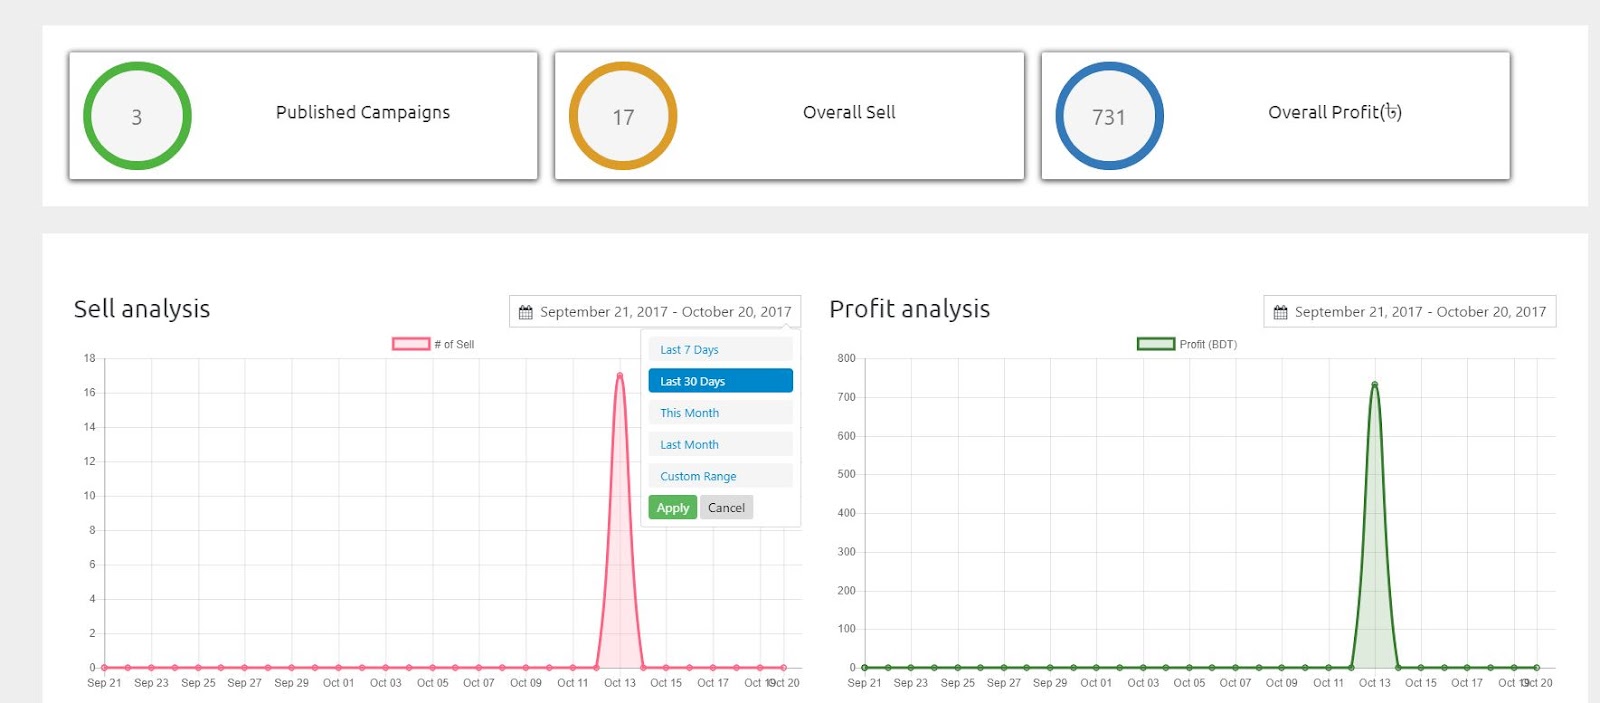 3
Published Campaigns
17
Overall Sell
731
Overall Profit(৳)
Sell analysis
September 21, 2017 - October 20, 2017
# of Sell
Last 7 Days
Last 30 Days
This Month
Last Month
Custom Range
Apply
Cancel
18
16
14
12
10
8
6
4
2
0
Sep 21 Sep 23 Sep 25 Sep 27 Sep 29 Oct 01 Oct 03 Oct 05 Oct 07 Oct 09 Oct 11 Oct 13 Oct 15 Oct 17 Oct 19 Oct 20
Profit analysis
September 21, 2017 - October 20, 2017
Profit (BDT)
800
700
600
500
400
300
200
100
0
Sep 21 Sep 23 Sep 25 Sep 27 Sep 29 Oct 01 Oct 03 Oct 05 Oct 07 Oct 09 Oct 11 Oct 13 Oct 15 Oct 17 Oct 19 Oct 20